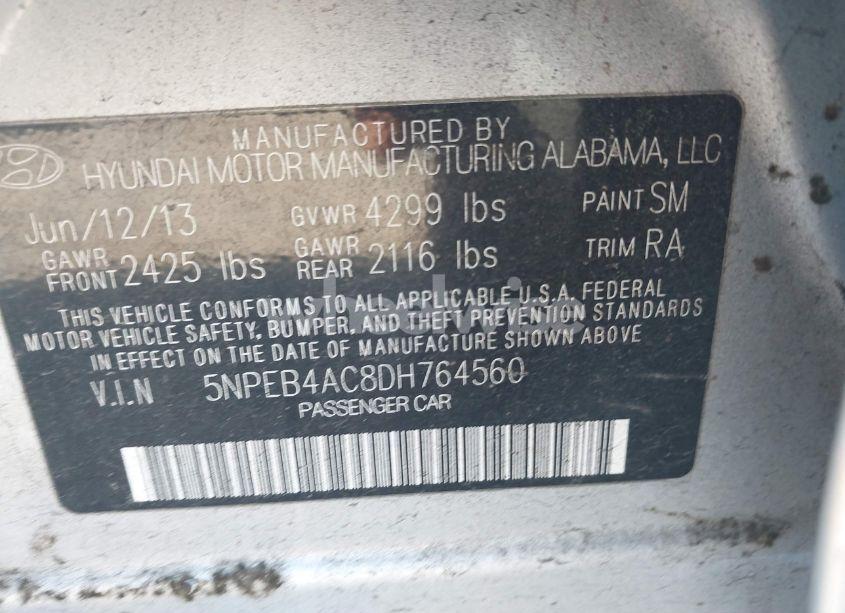 MANUFACTURED BY
HYUNDAI MOTOR MANUFACTURING ALABAMA, LLC
Jun/12/13 GVWR 4299 lbs PAINT SM
GAWR FRONT 2425 lbs GAWR REAR 2116 lbs TRIM RA
THIS VEHICLE CONFORMS TO ALL APPLICABLE U.S.A. FEDERAL
MOTOR VEHICLE SAFETY, BUMPER, AND THEFT PREVENTION STANDARDS
IN EFFECT ON THE DATE OF MANUFACTURE SHOWN ABOVE
V.I.N 5NPEB4AC8DH764560
PASSENGER CAR